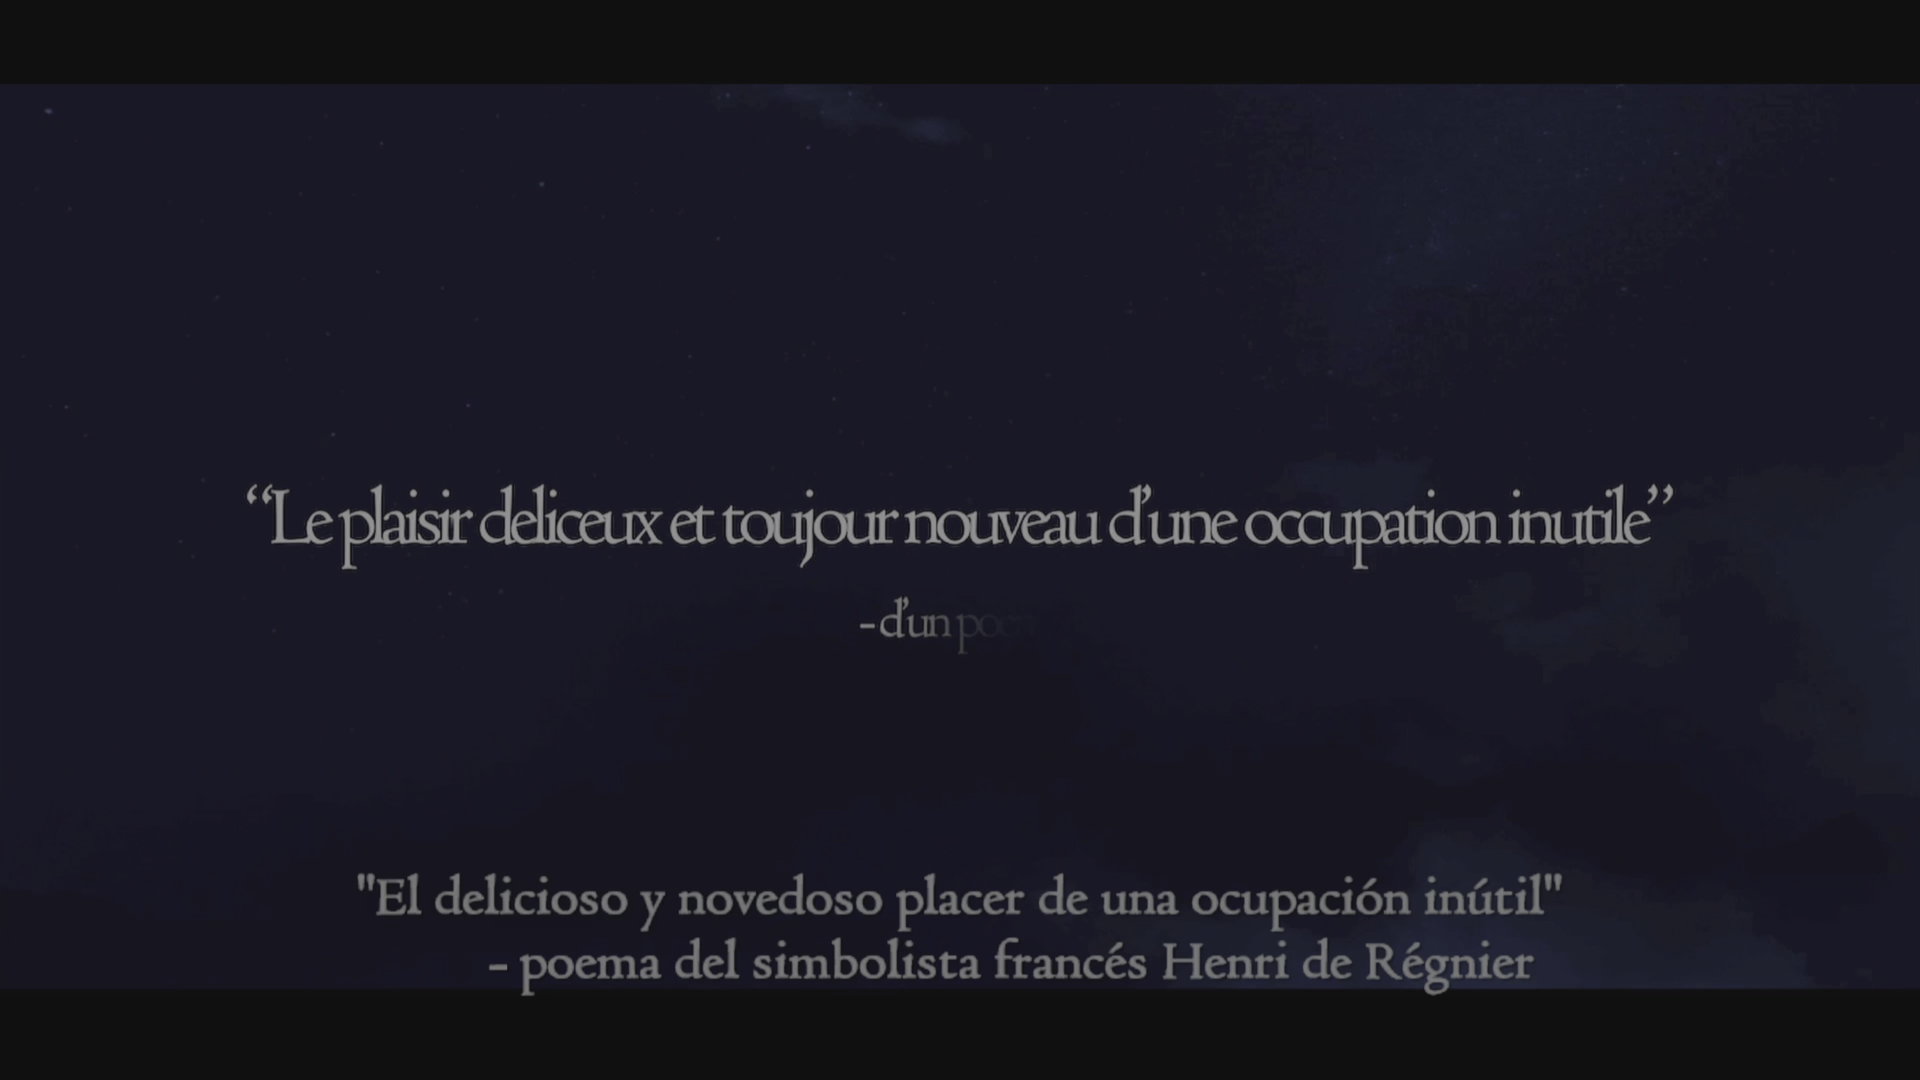 “Le plaisir deliceux et toujour nouveau d'une occupation inutile”
- d'un
"El delicioso y novedoso placer de una ocupación inútil"
- poema del simbolista francés Henri de Régnier